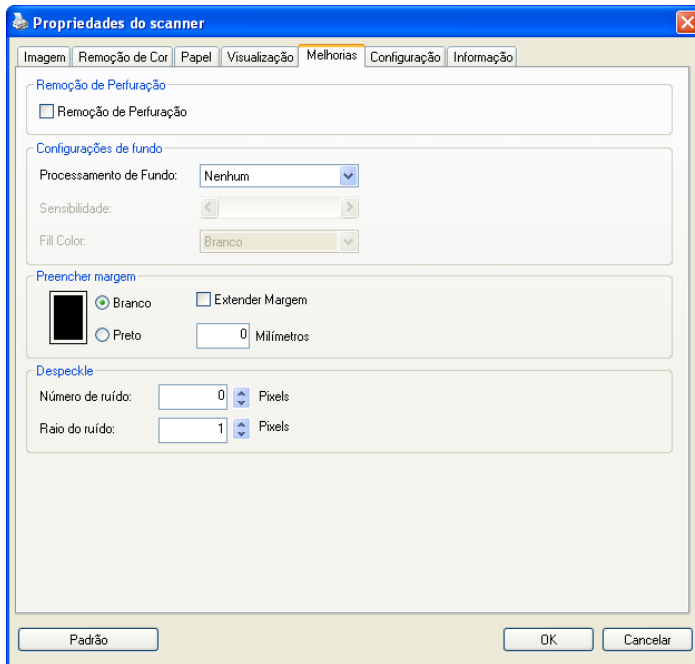 Propriedades do scanner
Imagem Remoção de Cor Papel Visualização Melhorias Configuração Informação
Remoção de Perfuração
Remoção de Perfuração
Configurações de fundo
Processamento de Fundo: Nenhum
Sensibilidade:
Fill Color: Branco
Preencher margem
Branco Extender Margem
Preto 0 Milímetros
Despeckle
Número de ruído: 0 Pixels
Raio do ruído: 1 Pixels
Padrão OK Cancelar